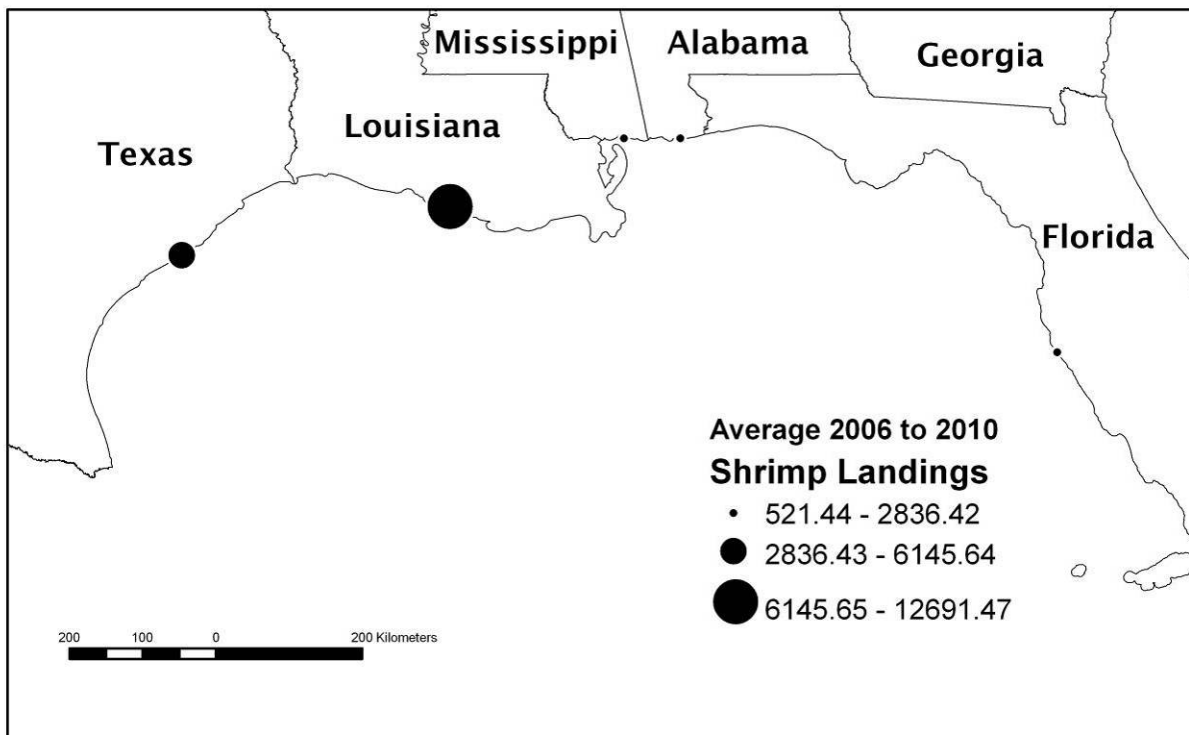 Mississippi
Alabama
Georgia
Louisiana
Texas
Florida
Average 2006 to 2010
Shrimp Landings
521.44 - 2836.42
2836.43 - 6145.64
6145.65 - 12691.47
200 100 0 200 Kilometers